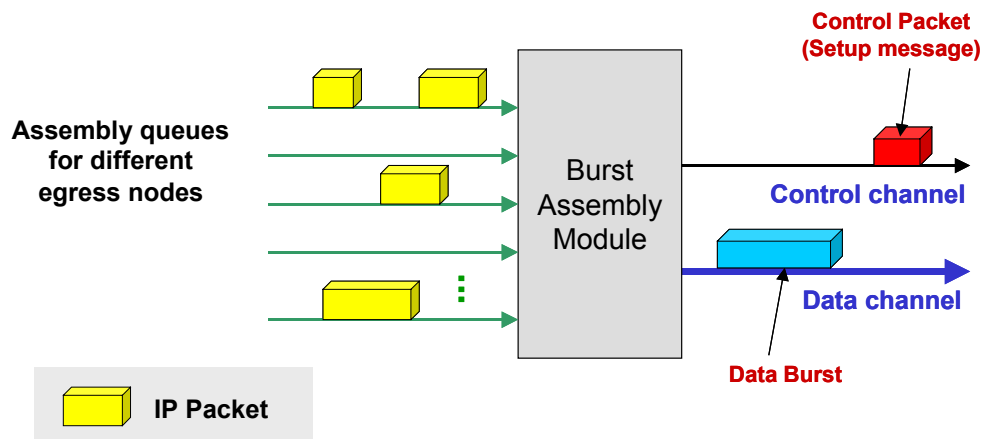 Control Packet
(Setup message)
Assembly queues
for different
egress nodes
Burst
Assembly
Module
Control channel
Data channel
Data Burst
IP Packet